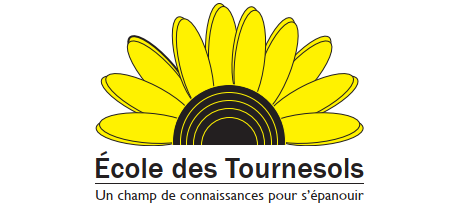 École des Tournesols
Un champ de connaissances pour s'épanouir